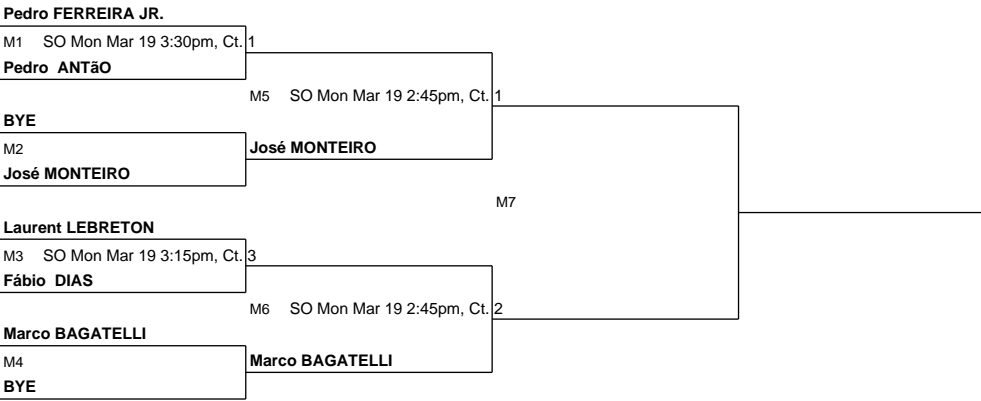 Pedro FERREIRA JR.
M1 SO Mon Mar 19 3:30pm, Ct. 1
Pedro ANTãO
M5 SO Mon Mar 19 2:45pm, Ct. 1
BYE
M2
José MONTEIRO
José MONTEIRO
M7
Laurent LEBRETON
M3 SO Mon Mar 19 3:15pm, Ct. 3
Fábio DIAS
M6 SO Mon Mar 19 2:45pm, Ct. 2
Marco BAGATELLI
M4
Marco BAGATELLI
BYE